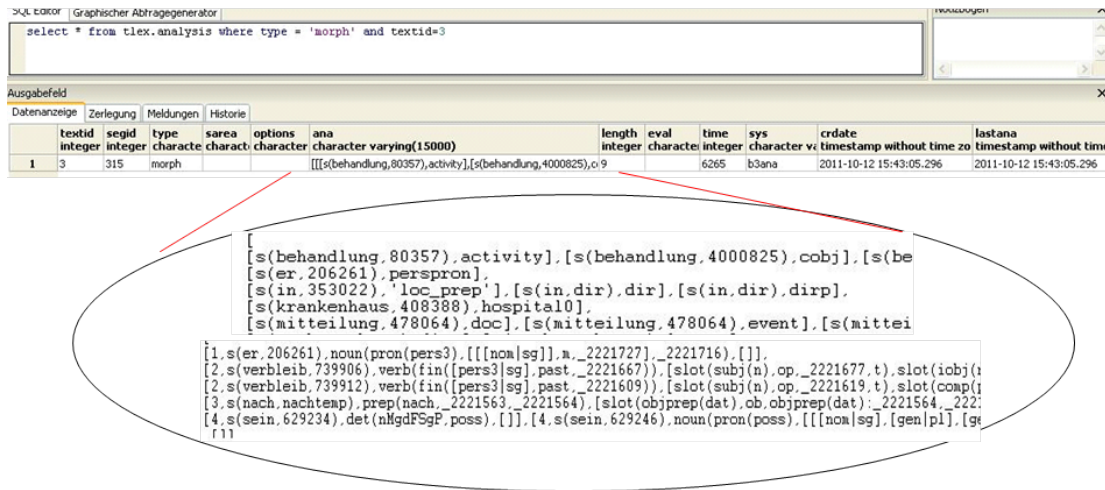 SQL Editor Graphischer Abfragegenerator Notizbogen X
select * from tlex.analysis where type = 'morph' and textid=3
Ausgabefeld X
Datenanzeige Zerlegung Meldungen Historie
textid segid type sarea options ana length eval time sys crdate lastana
integer integer characte charact character character varying(15000) integer character integer character va timestamp without time zo timestamp without time
1 3 315 morph [[[s(behandlung,80357),activity],[s(behandlung,4000825),c 9 6265 b3ana 2011-10-12 15:43:05.296 2011-10-12 15:43:05.296
[
[s(behandlung,80357),activity],[s(behandlung,4000825),cobj],[s(be
[s(er,206261),perspron],
[s(in,353022),'loc_prep'],[s(in,dir),dir],[s(in,dir),dirp],
[s(krankenhaus,408388),hospital0],
[s(mitteilung,478064),doc],[s(mitteilung,478064),event],[s(mittei
[1,s(er,206261),noun(pron(pers3),[[[nom|sg]],m,_2221727],_2221716),[]],
[2,s(verbleib,739906),verb(fin([pers3|sg],past,_2221667)),[slot(subj(n),op,_2221677,t),slot(iobj(n
[2,s(verbleib,739912),verb(fin([pers3|sg],past,_2221609)),[slot(subj(n),op,_2221619,t),slot(comp(p
[3,s(nach,nachtemp),prep(nach,_2221563,_2221564),[slot(objprep(dat),ob,objprep(dat):_2221564,_222
[4,s(sein,629234),det(nMgdFSgP,poss),[]],[4,s(sein,629246),noun(pron(poss),[[[nom|sg],[gen|pl],[ge
[]]